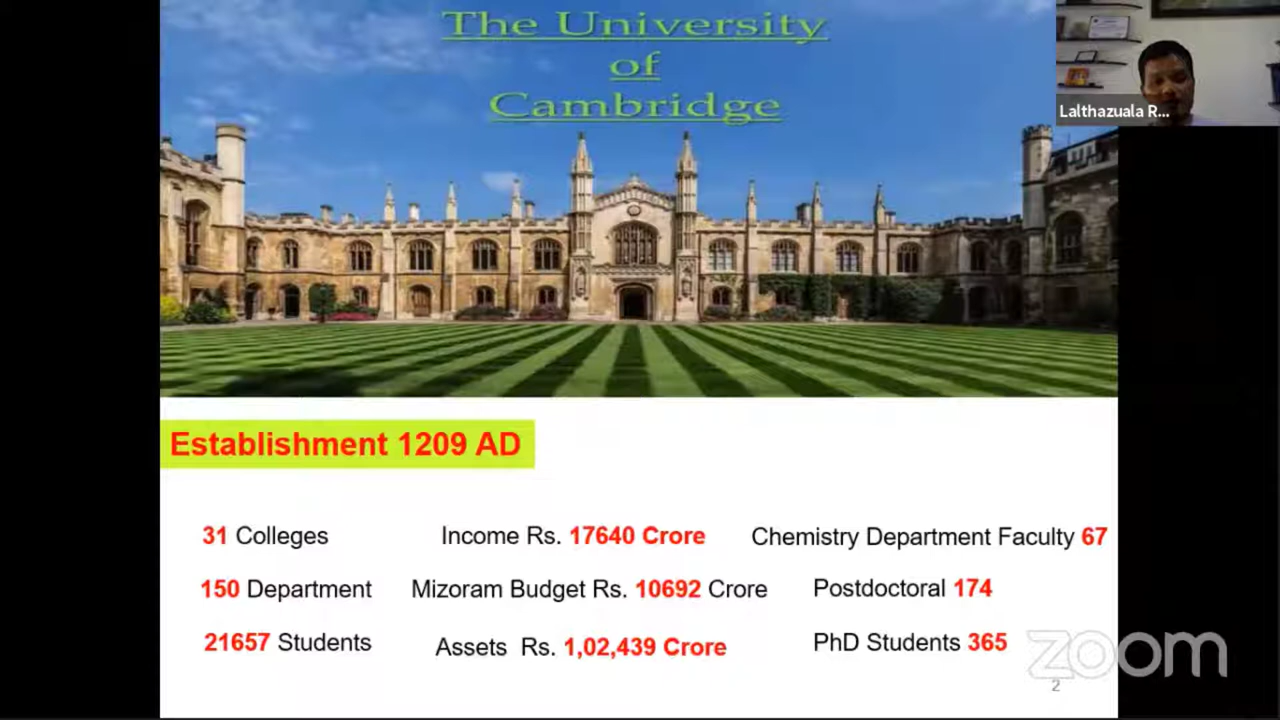 The University
of
Cambridge
Lalthazuala R...
Establishment 1209 AD
31 Colleges
Income Rs. 17640 Crore
Chemistry Department Faculty 67
150 Department
Mizoram Budget Rs. 10692 Crore
Postdoctoral 174
21657 Students
Assets Rs. 1,02,439 Crore
PhD Students 365
zoom
2